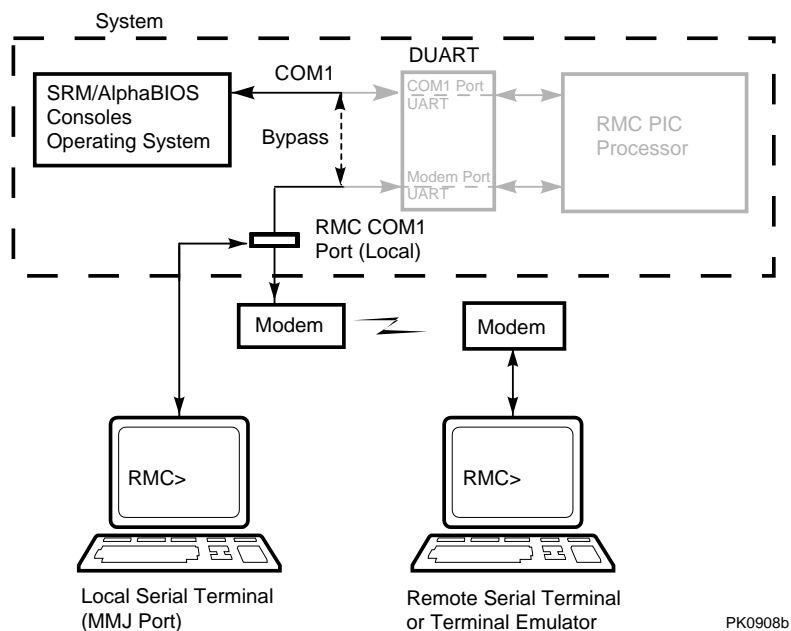 System
DUART
COM1
SRM/AlphaBIOS
Consoles
Operating System
COM1 Port
UART
RMC PIC
Processor
Bypass
Modem Port
UART
RMC COM1
Port (Local)
Modem
Modem
RMC>
RMC>
Local Serial Terminal
(MMJ Port)
Remote Serial Terminal
or Terminal Emulator
PK0908b